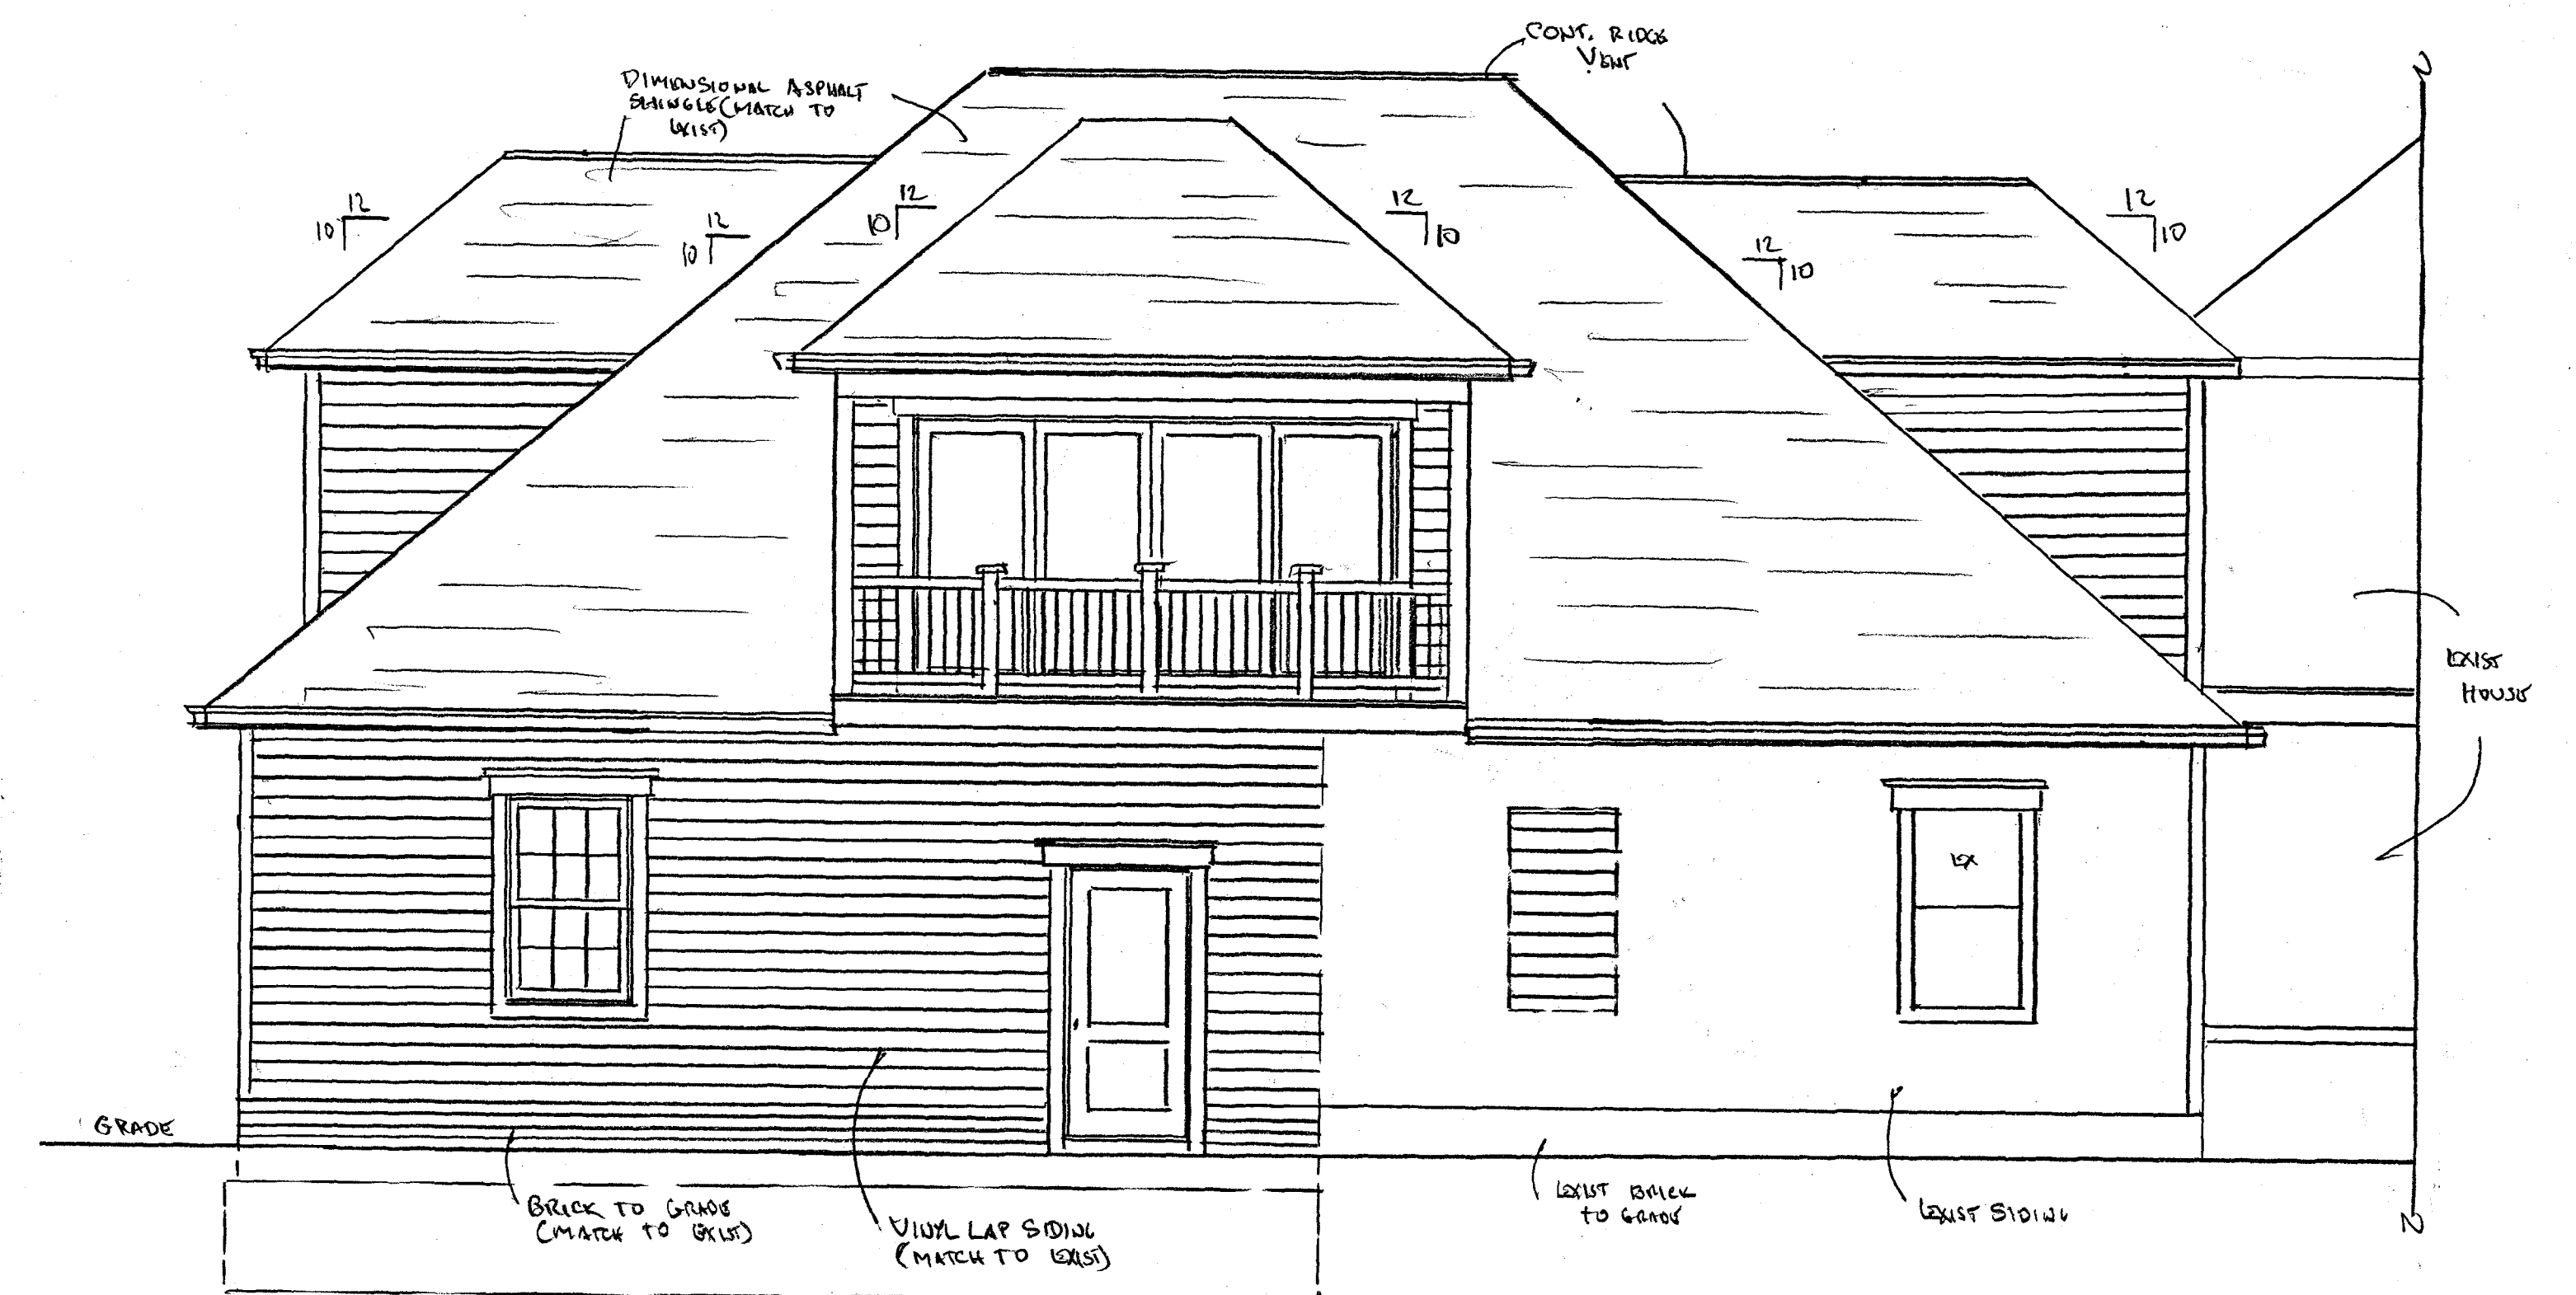 CONT. RIDGE
VENT
DIMENSIONAL ASPHALT
SHINGLE (MATCH TO
EXIST)
12
10
12
10
12
10
12
10
12
10
12
10
EXIST
HOUSE
EX
GRADE
BRICK TO GRADE
(MATCH TO EXIST)
VINYL LAP SIDING
(MATCH TO EXIST)
EXIST BRICK
TO GRADE
EXIST SIDING